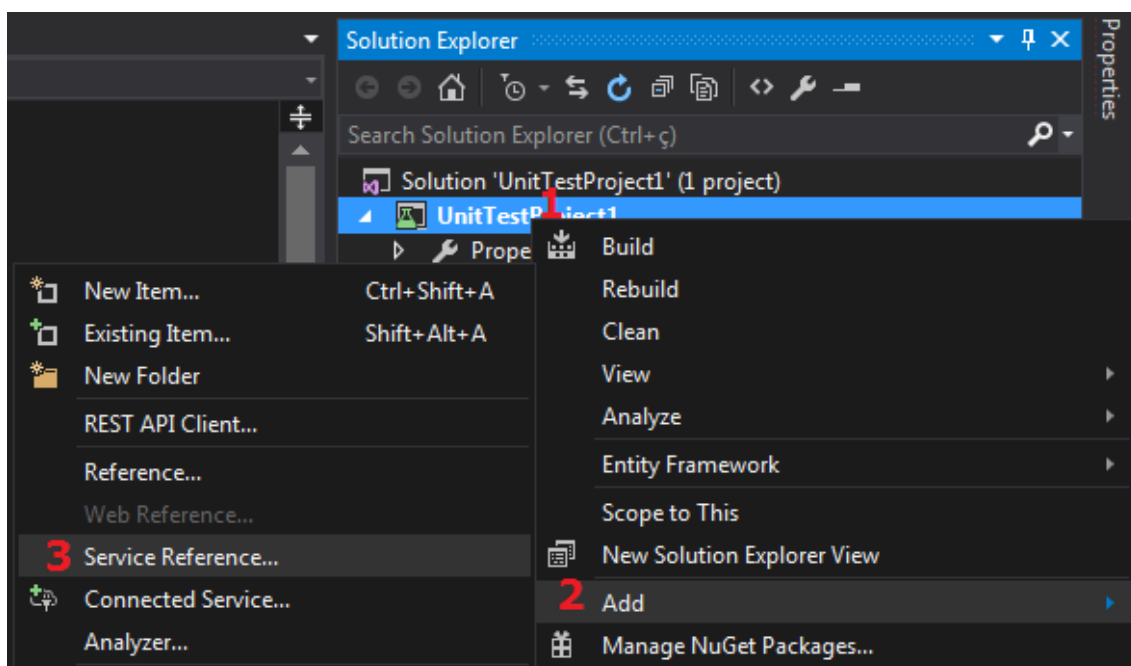 Solution Explorer
Properties
Search Solution Explorer (Ctrl+ç)
Solution 'UnitTestProject1' (1 project)
1
UnitTestProject1
Prope
Build
Rebuild
Clean
View
Analyze
Entity Framework
Scope to This
New Solution Explorer View
2 Add
Manage NuGet Packages...
New Item... Ctrl+Shift+A
Existing Item... Shift+Alt+A
New Folder
REST API Client...
Reference...
Web Reference...
3 Service Reference...
Connected Service...
Analyzer...